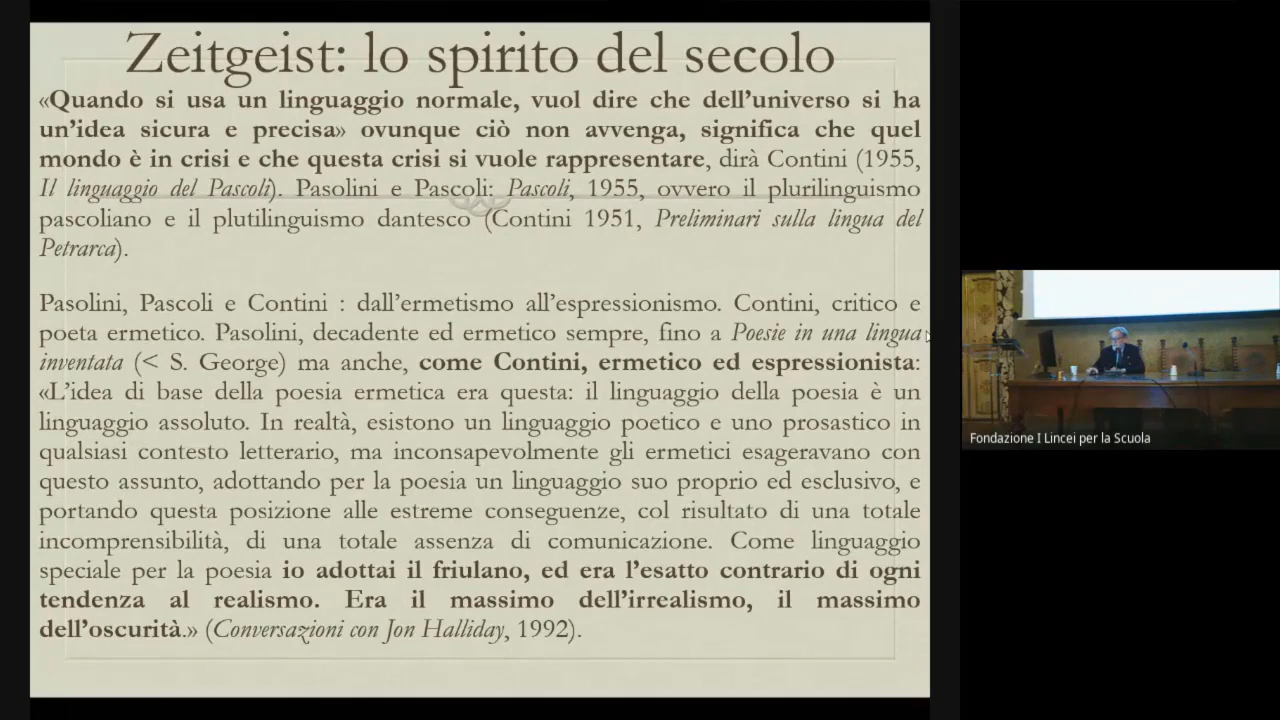 Zeitgeist: lo spirito del secolo
«Quando si usa un linguaggio normale, vuol dire che dell’universo si ha
un’idea sicura e precisa» ovunque ciò non avvenga, significa che quel
mondo è in crisi e che questa crisi si vuole rappresentare, dirà Contini (1955,
Il linguaggio del Pascoli). Pasolini e Pascoli: Pascoli, 1955, ovvero il plurilinguismo
pascoliano e il plutilinguismo dantesco (Contini 1951, Preliminari sulla lingua del
Petrarca).
Pasolini, Pascoli e Contini : dall’ermetismo all’espressionismo. Contini, critico e
poeta ermetico. Pasolini, decadente ed ermetico sempre, fino a Poesie in una lingua
inventata (< S. George) ma anche, come Contini, ermetico ed espressionista:
«L’idea di base della poesia ermetica era questa: il linguaggio della poesia è un
linguaggio assoluto. In realtà, esistono un linguaggio poetico e uno prosastico in
qualsiasi contesto letterario, ma inconsapevolmente gli ermetici esageravano con
questo assunto, adottando per la poesia un linguaggio suo proprio ed esclusivo, e
portando questa posizione alle estreme conseguenze, col risultato di una totale
incomprensibilità, di una totale assenza di comunicazione. Come linguaggio
speciale per la poesia io adottai il friulano, ed era l’esatto contrario di ogni
tendenza al realismo. Era il massimo dell’irrealismo, il massimo
dell’oscurità.» (Conversazioni con Jon Halliday, 1992).
Fondazione I Lincei per la Scuola